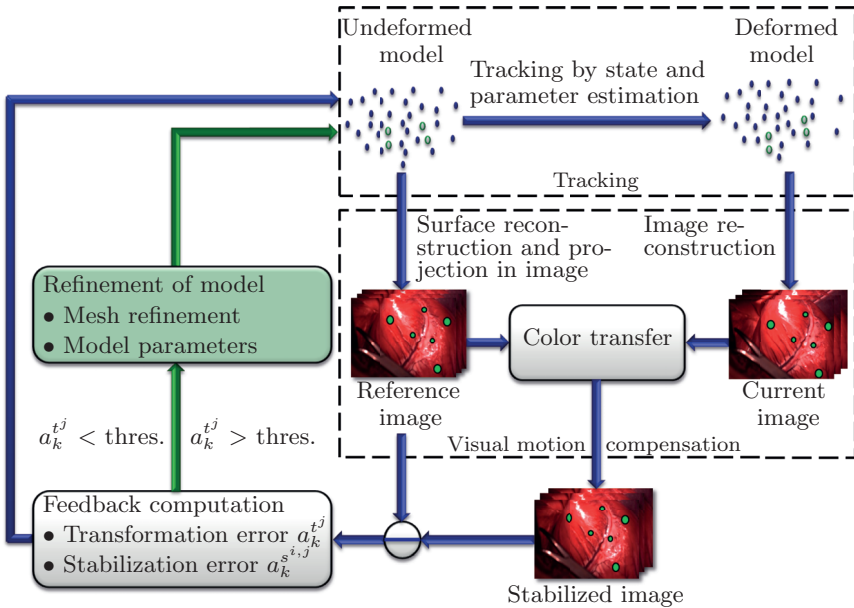 Undeformed
model
Deformed
model
Tracking by state and
parameter estimation
Tracking
Surface recon-
struction and pro-
jection in image
Image re-
construction
Refinement of model
• Mesh refinement
• Model parameters
Color transfer
Reference
image
Current
image
a_k^{t^j} < thres.
a_k^{t^j} > thres.
Visual motion compensation
Feedback computation
• Transformation error a_k^{t^j}
• Stabilization error a_k^{s^{i,j}}
Stabilized image